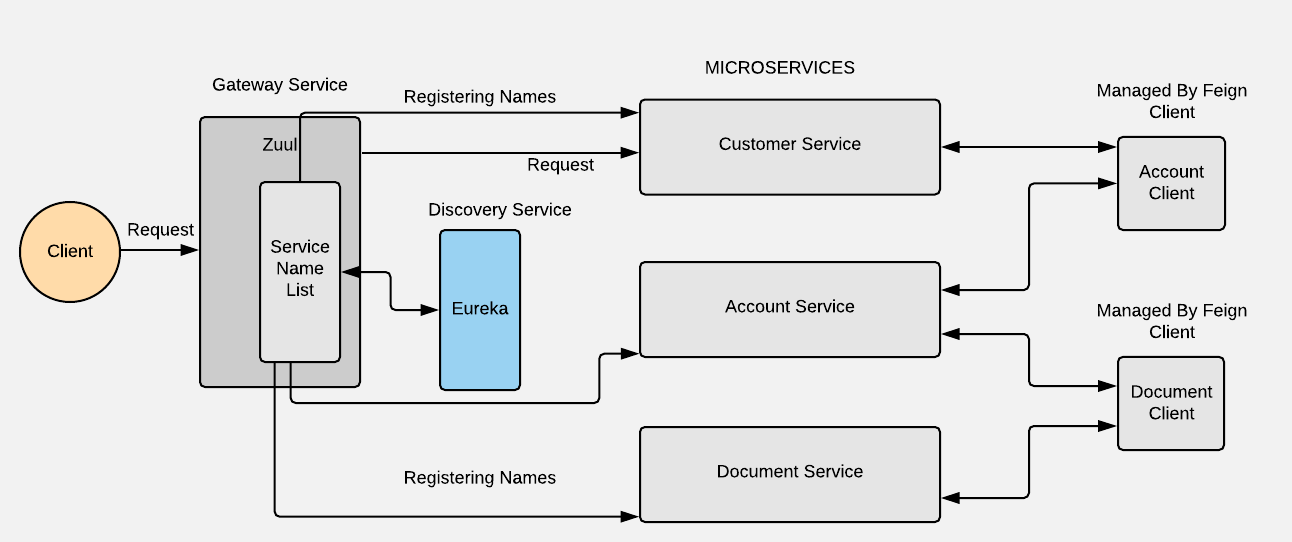 MICROSERVICES
Gateway Service
Registering Names
Managed By Feign
Client
Zuul
Customer Service
Request
Account
Client
Discovery Service
Request
Client
Service
Name
List
Eureka
Account Service
Managed By Feign
Client
Document
Client
Document Service
Registering Names